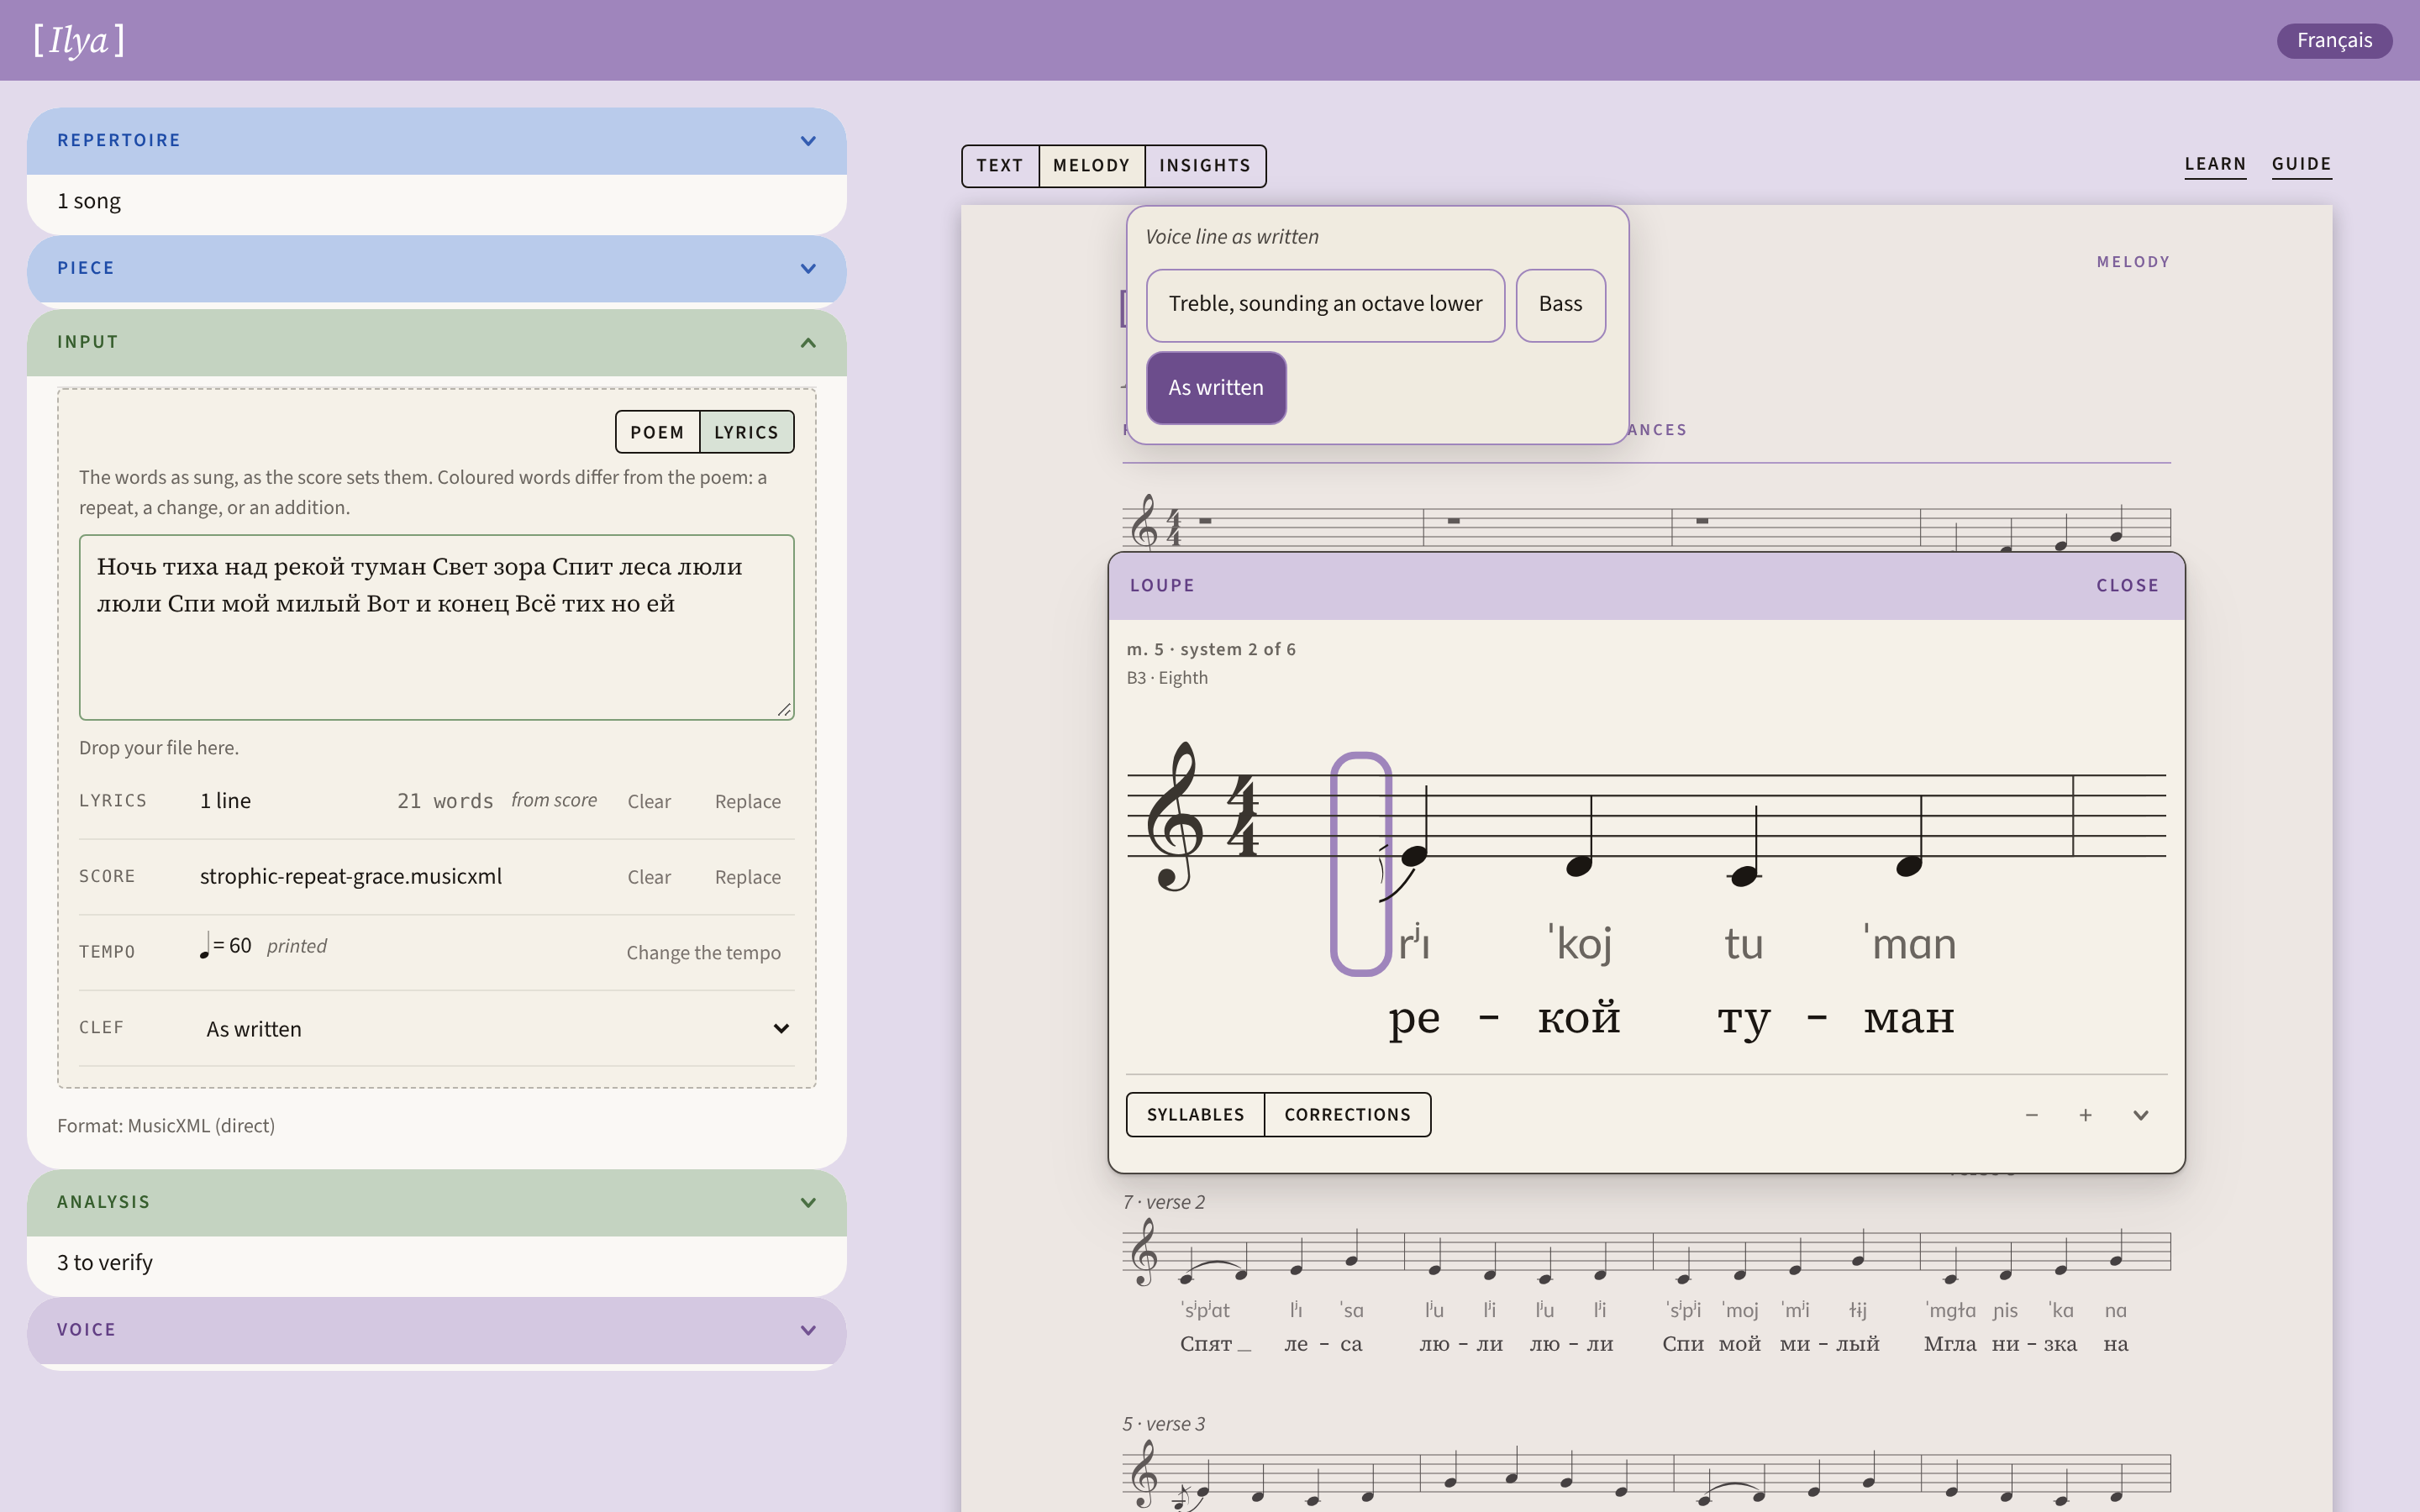 [Ilya]
Français
REPERTOIRE
1 song
PIECE
INPUT
POEM LYRICS
The words as sung, as the score sets them. Coloured words differ from the poem: a
repeat, a change, or an addition.
Ночь тиха над рекой туман Свет зора Спит леса люли
люли Спи мой милый Вот и конец Всё тих но ей
Drop your file here.
LYRICS 1 line 21 words from score Clear Replace
SCORE strophic-repeat-grace.musicxml Clear Replace
TEMPO = 60 printed Change the tempo
CLEF As written
Format: MusicXML (direct)
ANALYSIS
3 to verify
VOICE
TEXT MELODY INSIGHTS
LEARN GUIDE
Voice line as written
Treble, sounding an octave lower Bass
As written
MELODY
ANCES
LOUPE CLOSE
m. 5 · system 2 of 6
B3 · Eighth
4
4
rʲɪ ˈkoj tu ˈman
ре - кой ту - ман
SYLLABLES CORRECTIONS − +
7 · verse 2
ˈsʲpʲat lʲɪ ˈsa lʲu lʲi lʲu lʲi ˈsʲpʲi ˈmoj ˈmʲi ɫɨj ˈmgɫa ɲis ˈka na
Спят _ ле - са лю - ли лю - ли Спи мой ми - лый Мгла ни - зка на
5 · verse 3